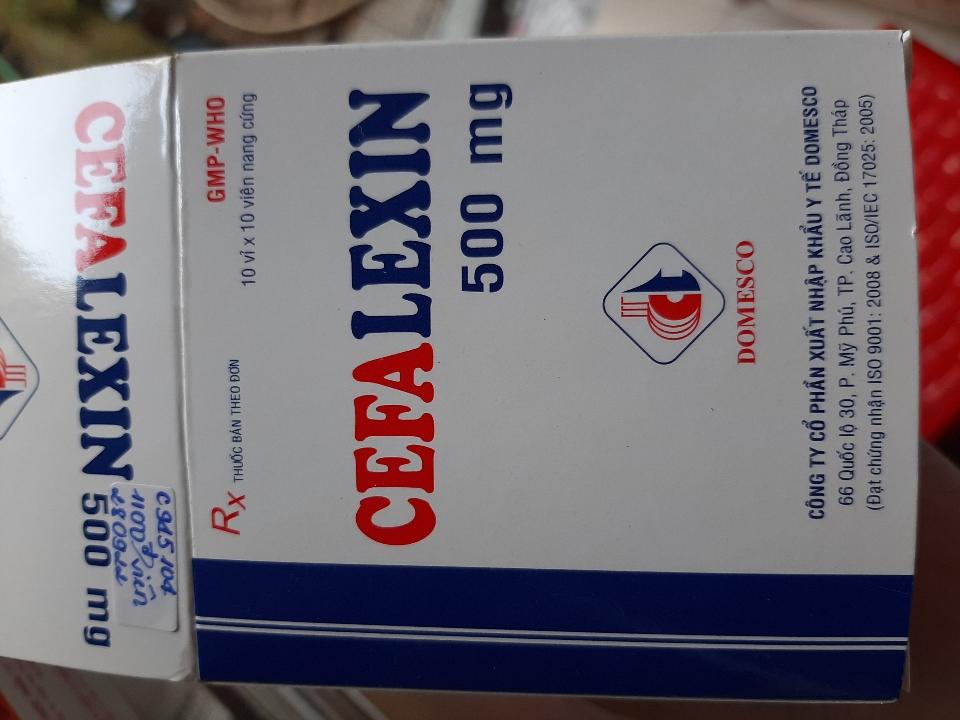 Rx THUỐC BÁN THEO ĐƠN
GMP-WHO
10 vỉ x 10 viên nang cứng
CEFALEXIN
500 mg
DOMESCO
CÔNG TY CỔ PHẦN XUẤT NHẬP KHẨU Y TẾ DOMESCO
66 Quốc lộ 30, P. Mỹ Phú, TP. Cao Lãnh, Đồng Tháp
(Đạt chứng nhận ISO 9001: 2008 & ISO/IEC 17025: 2005)
CEFALEXIN 500 mg
1100đ/viên